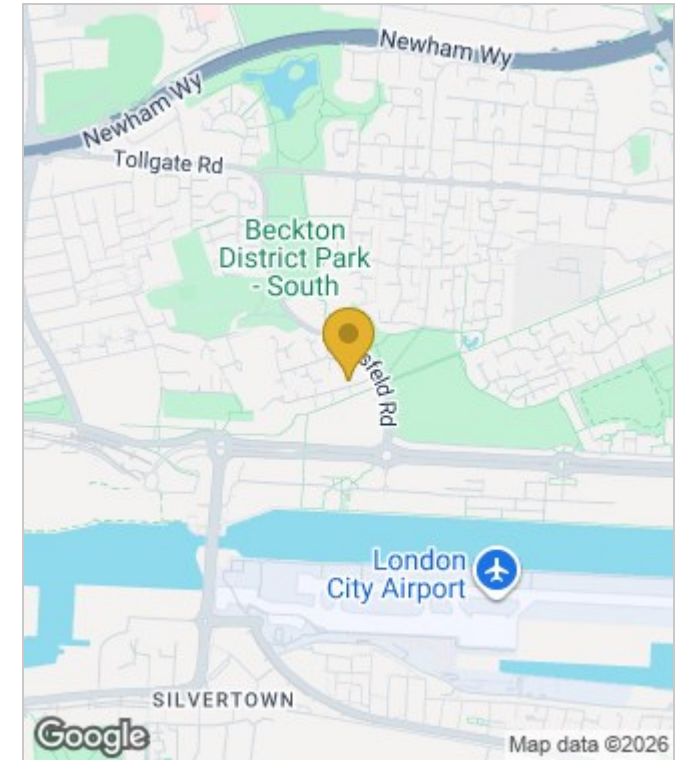 Newham Wy
Newham Wy
Tollgate Rd
Beckton
District Park
- South
sfeld Rd
London
City Airport
SILVERTOWN
Google
Map data ©2026